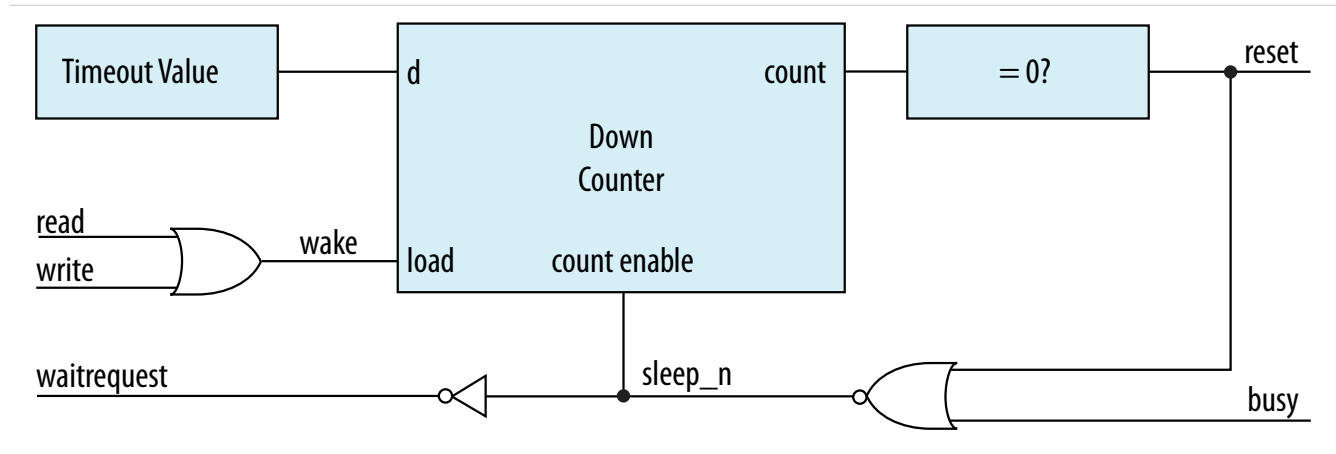 Timeout Value
d
count
= 0?
reset
Down
Counter
read
write
wake
load
count enable
waitrequest
sleep_n
busy